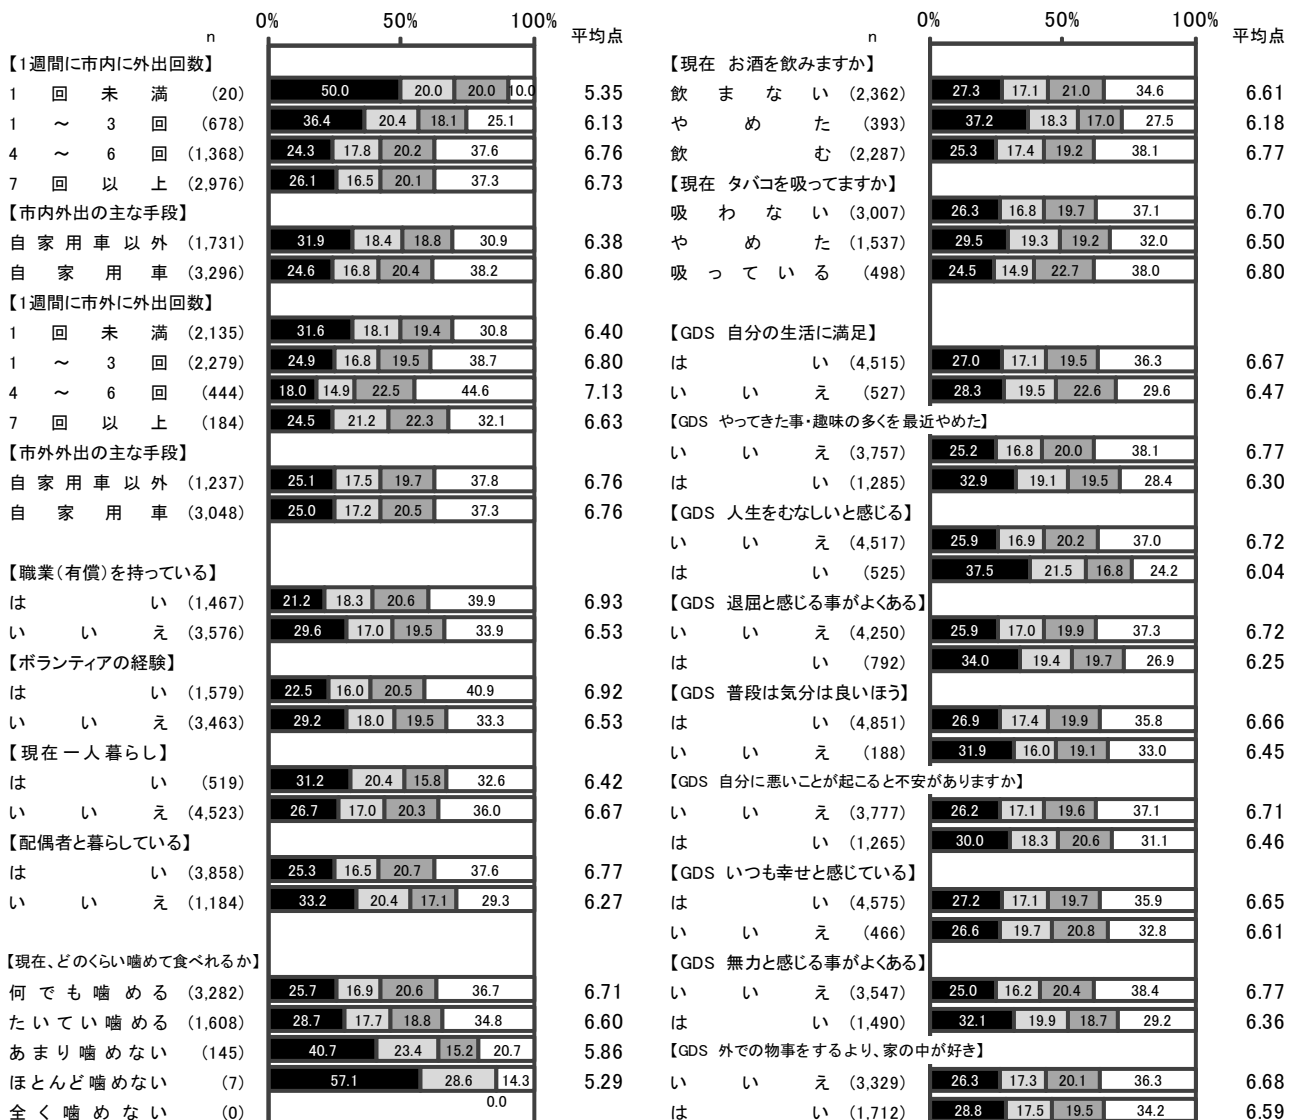 0% 50% 100%
n 平均点
【1週間に市内に外出回数】
1回未満 (20) 50.0 20.0 20.0 10.0 5.35
1～3回 (678) 36.4 20.4 18.1 25.1 6.13
4～6回 (1,368) 24.3 17.8 20.2 37.6 6.76
7回以上 (2,976) 26.1 16.5 20.1 37.3 6.73
【市内外出の主な手段】
自家用車以外 (1,731) 31.9 18.4 18.8 30.9 6.38
自家用車 (3,296) 24.6 16.8 20.4 38.2 6.80
【1週間に市外に外出回数】
1回未満 (2,135) 31.6 18.1 19.4 30.8 6.40
1～3回 (2,279) 24.9 16.8 19.5 38.7 6.80
4～6回 (444) 18.0 14.9 22.5 44.6 7.13
7回以上 (184) 24.5 21.2 22.3 32.1 6.63
【市外外出の主な手段】
自家用車以外 (1,237) 25.1 17.5 19.7 37.8 6.76
自家用車 (3,048) 25.0 17.2 20.5 37.3 6.76
【職業(有償)を持っている】
はい (1,467) 21.2 18.3 20.6 39.9 6.93
いいえ (3,576) 29.6 17.0 19.5 33.9 6.53
【ボランティアの経験】
はい (1,579) 22.5 16.0 20.5 40.9 6.92
いいえ (3,463) 29.2 18.0 19.5 33.3 6.53
【現在一人暮らし】
はい (519) 31.2 20.4 15.8 32.6 6.42
いいえ (4,523) 26.7 17.0 20.3 36.0 6.67
【配偶者と暮らしている】
はい (3,858) 25.3 16.5 20.7 37.6 6.77
いいえ (1,184) 33.2 20.4 17.1 29.3 6.27
【現在、どのくらい噛めて食べれるか】
何でも噛める (3,282) 25.7 16.9 20.6 36.7 6.71
たいてい噛める (1,608) 28.7 17.7 18.8 34.8 6.60
あまり噛めない (145) 40.7 23.4 15.2 20.7 5.86
ほとんど噛めない (7) 57.1 28.6 14.3 5.29
0.0
全く噛めない (0)
0% 50% 100%
n 平均点
【現在 お酒を飲みますか】
飲まない (2,362) 27.3 17.1 21.0 34.6 6.61
やめた (393) 37.2 18.3 17.0 27.5 6.18
飲む (2,287) 25.3 17.4 19.2 38.1 6.77
【現在 タバコを吸ってますか】
吸わない (3,007) 26.3 16.8 19.7 37.1 6.70
やめた (1,537) 29.5 19.3 19.2 32.0 6.50
吸っている (498) 24.5 14.9 22.7 38.0 6.80
【GDS 自分の生活に満足】
はい (4,515) 27.0 17.1 19.5 36.3 6.67
いいえ (527) 28.3 19.5 22.6 29.6 6.47
【GDS やってきた事・趣味の多くを最近やめた】
いいえ (3,757) 25.2 16.8 20.0 38.1 6.77
はい (1,285) 32.9 19.1 19.5 28.4 6.30
【GDS 人生をむなしいと感じる】
いいえ (4,517) 25.9 16.9 20.2 37.0 6.72
はい (525) 37.5 21.5 16.8 24.2 6.04
【GDS 退屈と感じる事がよくある】
いいえ (4,250) 25.9 17.0 19.9 37.3 6.72
はい (792) 34.0 19.4 19.7 26.9 6.25
【GDS 普段は気分は良いほう】
はい (4,851) 26.9 17.4 19.9 35.8 6.66
いいえ (188) 31.9 16.0 19.1 33.0 6.45
【GDS 自分に悪いことが起こると不安がありますか】
いいえ (3,777) 26.2 17.1 19.6 37.1 6.71
はい (1,265) 30.0 18.3 20.6 31.1 6.46
【GDS いつも幸せと感じている】
はい (4,575) 27.2 17.1 19.7 35.9 6.65
いいえ (466) 26.6 19.7 20.8 32.8 6.61
【GDS 無力と感じる事がよくある】
いいえ (3,547) 25.0 16.2 20.4 38.4 6.77
はい (1,490) 32.1 19.9 18.7 29.2 6.36
【GDS 外での物事をするより、家の中が好き】
いいえ (3,329) 26.3 17.3 20.1 36.3 6.68
はい (1,712) 28.8 17.5 19.5 34.2 6.59